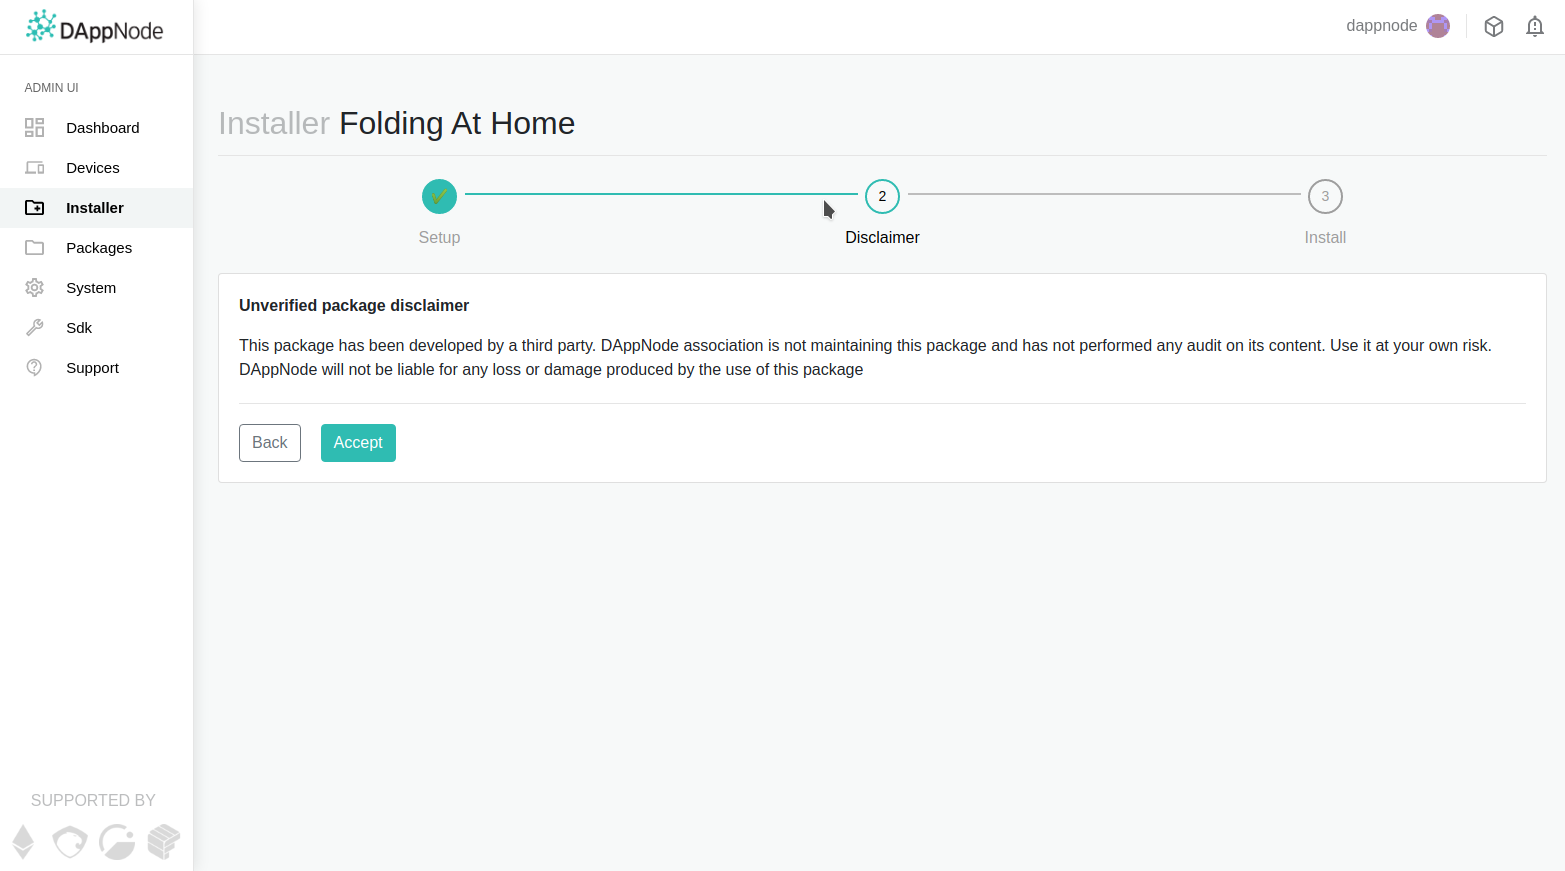 DAppNode
dappnode
ADMIN UI
Dashboard
Devices
Installer
Packages
System
Sdk
Support
Installer Folding At Home
2
3
Setup
Disclaimer
Install
Unverified package disclaimer
This package has been developed by a third party. DAppNode association is not maintaining this package and has not performed any audit on its content. Use it at your own risk.
DAppNode will not be liable for any loss or damage produced by the use of this package
Back
Accept
SUPPORTED BY